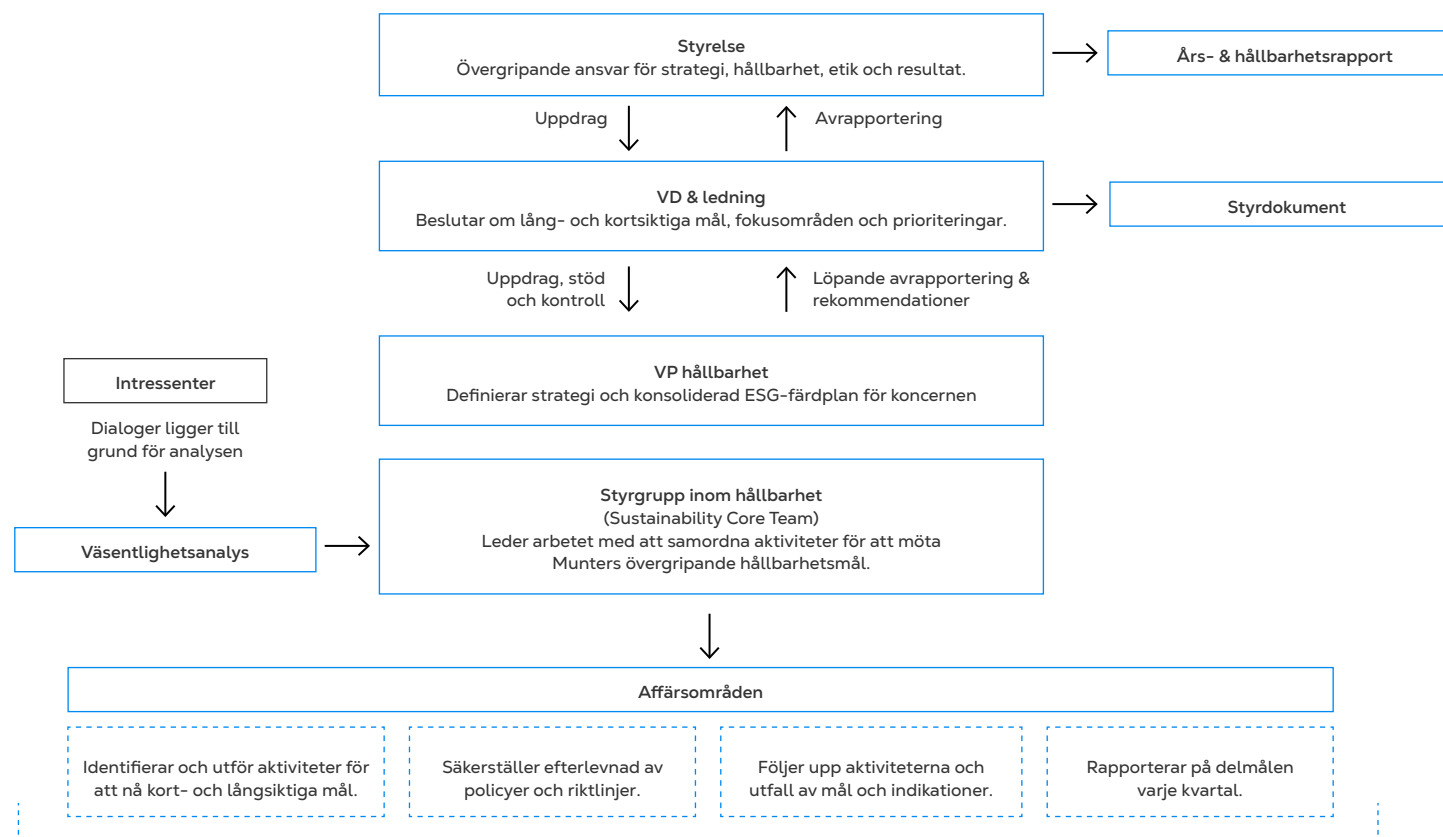 Styrelse
Övergripande ansvar för strategi, hållbarhet, etik och resultat.
Års- & hållbarhetsrapport
Uppdrag
Avrapportering
VD & ledning
Beslutar om lång- och kortsiktiga mål, fokusområden och prioriteringar.
Styrdokument
Uppdrag, stöd
och kontroll
Löpande avrapportering &
rekommendationer
VP hållbarhet
Definierar strategi och konsoliderad ESG-färdplan för koncernen
Intressenter
Dialoger ligger till
grund för analysen
Väsentlighetsanalys
Styrgrupp inom hållbarhet
(Sustainability Core Team)
Leder arbetet med att samordna aktiviteter för att möta
Munters övergripande hållbarhetsmål.
Affärsområden
Identifierar och utför aktiviteter för
att nå kort- och långsiktiga mål.
Säkerställer efterlevnad av
policyer och riktlinjer.
Följer upp aktiviteterna och
utfall av mål och indikationer.
Rapporterar på delmålen
varje kvartal.